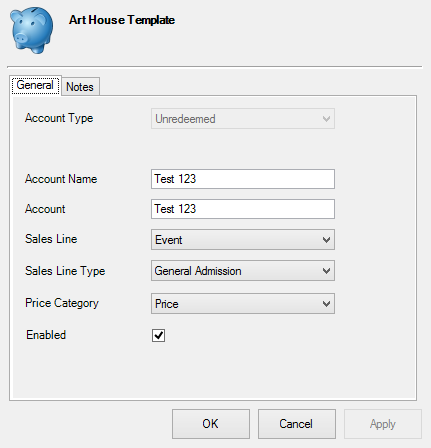 Art House Template
General Notes
Account Type Unredeemed
Account Name Test 123
Account Test 123
Sales Line Event
Sales Line Type General Admission
Price Category Price
Enabled
OK Cancel Apply